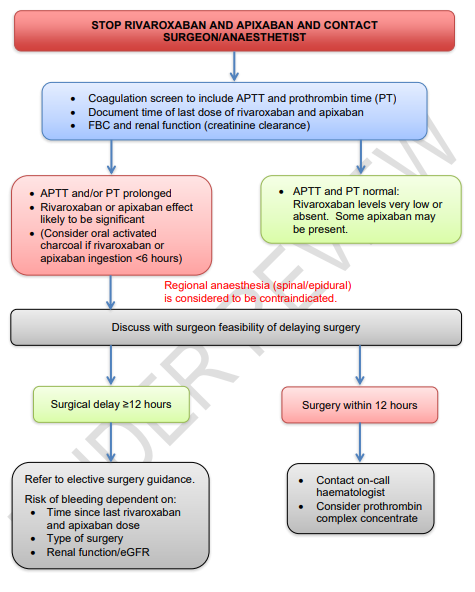 STOP RIVAROXABAN AND APIXABAN AND CONTACT
SURGEON/ANAESTHETIST
• Coagulation screen to include APTT and prothrombin time (PT)
• Document time of last dose of rivaroxaban and apixaban
• FBC and renal function (creatinine clearance)
• APTT and/or PT prolonged
• Rivaroxaban or apixaban effect
likely to be significant
• (Consider oral activated
charcoal if rivaroxaban or
apixaban ingestion <6 hours)
• APTT and PT normal:
Rivaroxaban levels very low or
absent. Some apixaban may
be present.
Regional anaesthesia (spinal/epidural)
is considered to be contraindicated.
Discuss with surgeon feasibility of delaying surgery
Surgical delay ≥12 hours
Surgery within 12 hours
Refer to elective surgery guidance.
Risk of bleeding dependent on:
• Time since last rivaroxaban
and apixaban dose
• Type of surgery
• Renal function/eGFR
• Contact on-call
haematologist
• Consider prothrombin
complex concentrate
UNDER REVIEW